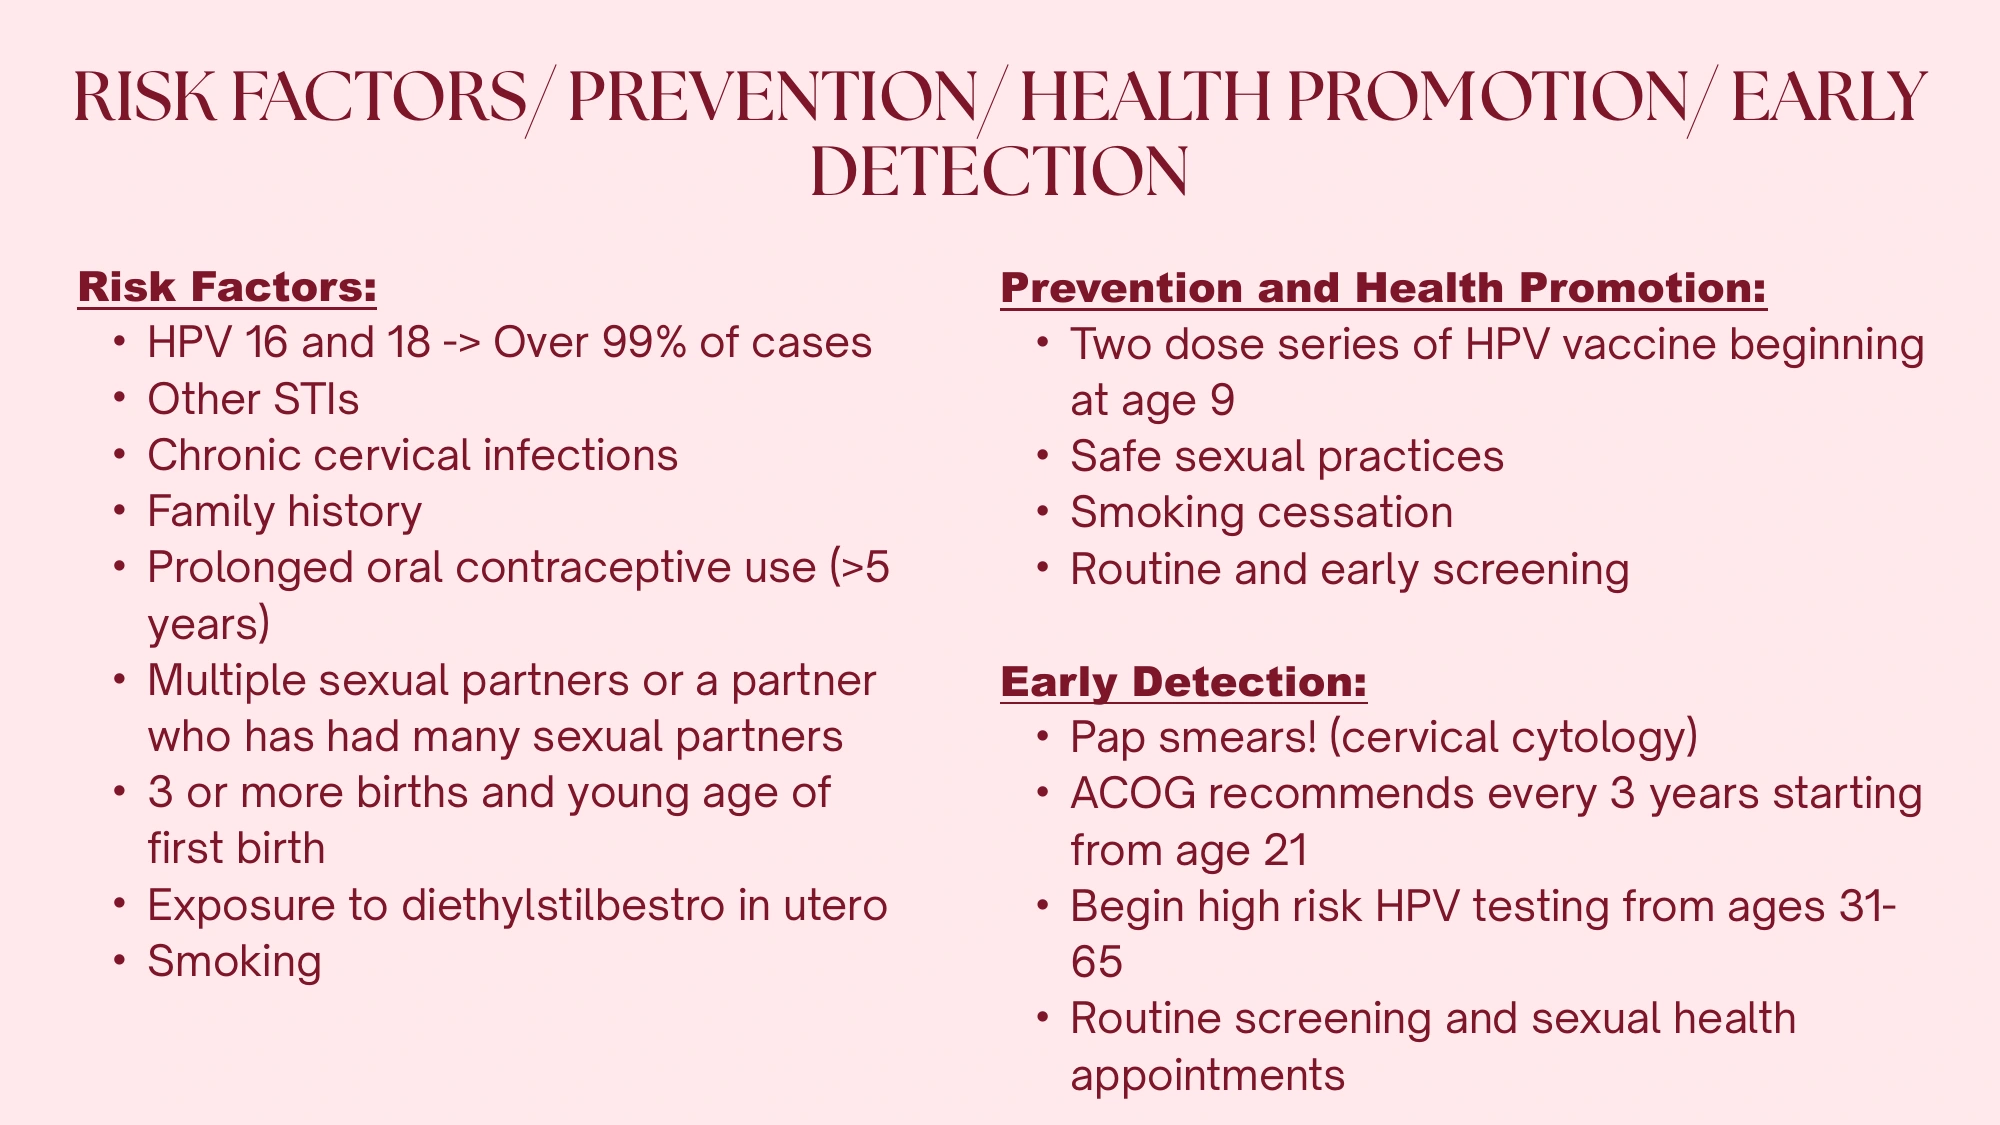 RISK FACTORS/ PREVENTION/ HEALTH PROMOTION/ EARLY
DETECTION
Risk Factors:
• HPV 16 and 18 -> Over 99% of cases
• Other STIs
• Chronic cervical infections
• Family history
• Prolonged oral contraceptive use (>5
years)
• Multiple sexual partners or a partner
who has had many sexual partners
• 3 or more births and young age of
first birth
• Exposure to diethylstilbestro in utero
• Smoking
Prevention and Health Promotion:
• Two dose series of HPV vaccine beginning
at age 9
• Safe sexual practices
• Smoking cessation
• Routine and early screening
Early Detection:
• Pap smears! (cervical cytology)
• ACOG recommends every 3 years starting
from age 21
• Begin high risk HPV testing from ages 31-
65
• Routine screening and sexual health
appointments